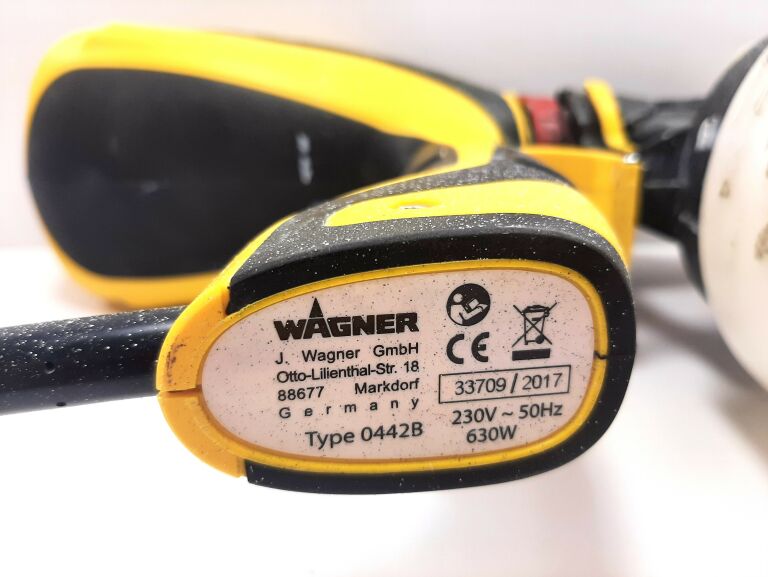 WAGNER
J. Wagner GmbH
Otto-Lilienthal-Str. 18
88677 Markdorf
Germany
Type 0442B
CE
33709 / 2017
230V ~ 50Hz
630W